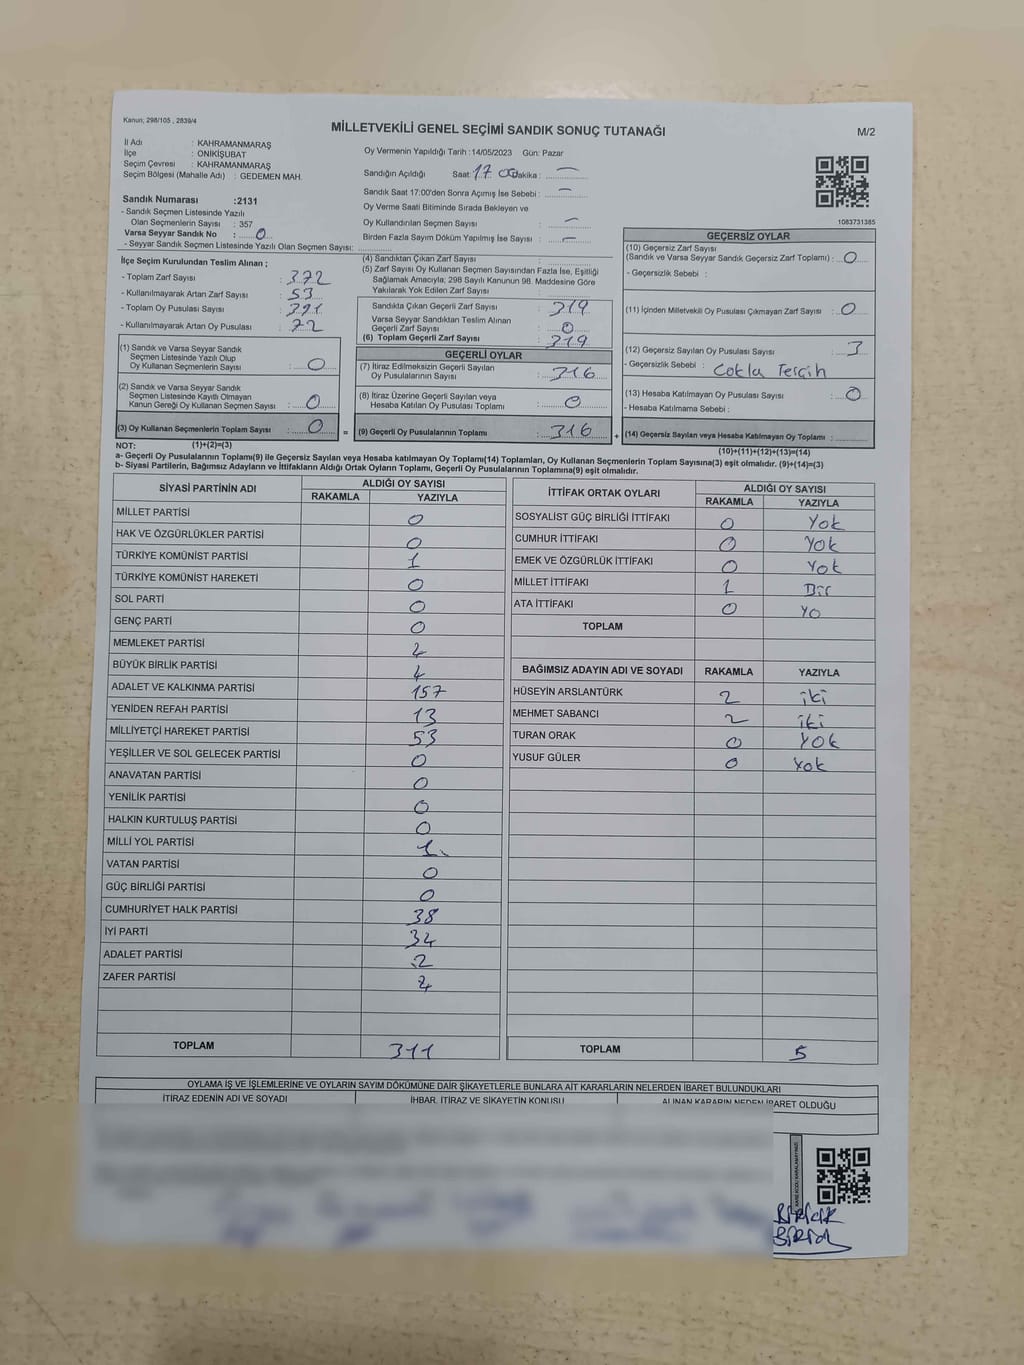 Kanun; 298/105 , 2839/4
MİLLETVEKİLİ GENEL SEÇİMİ SANDIK SONUÇ TUTANAĞI
M/2
İl Adı : KAHRAMANMARAŞ
İlçe : ONİKİŞUBAT
Seçim Çevresi : KAHRAMANMARAŞ
Seçim Bölgesi (Mahalle Adı) : GEDEMEN MAH.
Sandık Numarası :2131
- Sandık Seçmen Listesinde Yazılı
Olan Seçmenlerin Sayısı : 357
Varsa Seyyar Sandık No : 0
- Seyyar Sandık Seçmen Listesinde Yazılı Olan Seçmen Sayısı:
Oy Vermenin Yapıldığı Tarih :14/05/2023 Gün: Pazar
Sandığın Açıldığı Saat: 17 00 Dakika : —
Sandık Saat 17:00'den Sonra Açımış İse Sebebi : —
Oy Verme Saati Bitiminde Sırada Bekleyen ve
Oy Kullandırılan Seçmen Sayısı : —
Birden Fazla Sayım Döküm Yapılmış İse Sayısı : —
1083731385
İlçe Seçim Kurulundan Teslim Alınan ;
- Toplam Zarf Sayısı : 372
- Kullanılmayarak Artan Zarf Sayısı : 53
- Toplam Oy Pusulası Sayısı : 391
- Kullanılmayarak Artan Oy Pusulası : 72
(4) Sandıktan Çıkan Zarf Sayısı :
(5) Zarf Sayısı Oy Kullanan Seçmen Sayısından Fazla İse, Eşitliği
Sağlamak Amacıyla; 298 Sayılı Kanunun 98. Maddesine Göre
Yakılarak Yok Edilen Zarf Sayısı :
Sandıkta Çıkan Geçerli Zarf Sayısı : 319
Varsa Seyyar Sandıktan Teslim Alınan
Geçerli Zarf Sayısı : 0
(6) Toplam Geçerli Zarf Sayısı : 319
GEÇERSİZ OYLAR
(10) Geçersiz Zarf Sayısı
(Sandık ve Varsa Seyyar Sandık Geçersiz Zarf Toplamı) : 0
- Geçersizlik Sebebi :
(11) İçinden Milletvekili Oy Pusulası Çıkmayan Zarf Sayısı : 0
(12) Geçersiz Sayılan Oy Pusulası Sayısı : 3
- Geçersizlik Sebebi : Çokla Terçih
(13) Hesaba Katılmayan Oy Pusulası Sayısı : 0
- Hesaba Katılmama Sebebi :
(1) Sandık ve Varsa Seyyar Sandık
Seçmen Listesinde Yazılı Olup
Oy Kullanan Seçmenlerin Sayısı : 0
(2) Sandık ve Varsa Seyyar Sandık
Seçmen Listesinde Kayıtlı Olmayan
Kanun Gereği Oy Kullanan Seçmen Sayısı : 0
(3) Oy Kullanan Seçmenlerin Toplam Sayısı : 0
GEÇERLİ OYLAR
(7) İtiraz Edilmeksizin Geçerli Sayılan
Oy Pusulalarının Sayısı : 316
(8) İtiraz Üzerine Geçerli Sayılan veya
Hesaba Katılan Oy Pusulası Toplamı : 0
= (9) Geçerli Oy Pusulalarının Toplamı : 316
+ (14) Geçersiz Sayılan veya Hesaba Katılmayan Oy Toplamı :
NOT: (1)+(2)=(3) (10)+(11)+(12)+(13)=(14)
a- Geçerli Oy Pusulalarının Toplamı(9) ile Geçersiz Sayılan veya Hesaba katılmayan Oy Toplamı(14) Toplamları, Oy Kullanan Seçmenlerin Toplam Sayısına(3) eşit olmalıdır. (9)+(14)=(3)
b- Siyasi Partilerin, Bağımsız Adayların ve İttifakların Aldığı Ortak Oyların Toplamı, Geçerli Oy Pusulalarının Toplamına(9) eşit olmalıdır.
SİYASİ PARTİNİN ADI ALDIĞI OY SAYISI
RAKAMLA YAZIYLA
MİLLET PARTİSİ 0
HAK VE ÖZGÜRLÜKLER PARTİSİ 0
TÜRKİYE KOMÜNİST PARTİSİ 1
TÜRKİYE KOMÜNİST HAREKETİ 0
SOL PARTİ 0
GENÇ PARTİ 0
MEMLEKET PARTİSİ 2
BÜYÜK BİRLİK PARTİSİ 4
ADALET VE KALKINMA PARTİSİ 157
YENİDEN REFAH PARTİSİ 13
MİLLİYETÇİ HAREKET PARTİSİ 53
YEŞİLLER VE SOL GELECEK PARTİSİ 0
ANAVATAN PARTİSİ 0
YENİLİK PARTİSİ 0
HALKIN KURTULUŞ PARTİSİ 0
MİLLİ YOL PARTİSİ 1
VATAN PARTİSİ 0
GÜÇ BİRLİĞİ PARTİSİ 0
CUMHURİYET HALK PARTİSİ 38
İYİ PARTİ 34
ADALET PARTİSİ 2
ZAFER PARTİSİ
TOPLAM 311
İTTİFAK ORTAK OYLARI ALDIĞI OY SAYISI
RAKAMLA YAZIYLA
SOSYALİST GÜÇ BİRLİĞİ İTTİFAKI 0 Yok
CUMHUR İTTİFAKI 0 Yok
EMEK VE ÖZGÜRLÜK İTTİFAKI 0 Yok
MİLLET İTTİFAKI 1 Bir
ATA İTTİFAKI 0 Yo
TOPLAM
BAĞIMSIZ ADAYIN ADI VE SOYADI RAKAMLA YAZIYLA
HÜSEYİN ARSLANTÜRK 2 iki
MEHMET SABANCI 2 iki
TURAN ORAK 0 Yok
YUSUF GÜLER 0 Yok
TOPLAM 5
OYLAMA İŞ VE İŞLEMLERİNE VE OYLARIN SAYIM DÖKÜMÜNE DAİR ŞİKAYETLERLE BUNLARA AİT KARARLARIN NELERDEN İBARET BULUNDUKLARI
İTİRAZ EDENİN ADI VE SOYADI İHBAR, İTİRAZ VE ŞİKAYETİN KONUSU ALINAN KARARIN NEDEN İBARET OLDUĞU